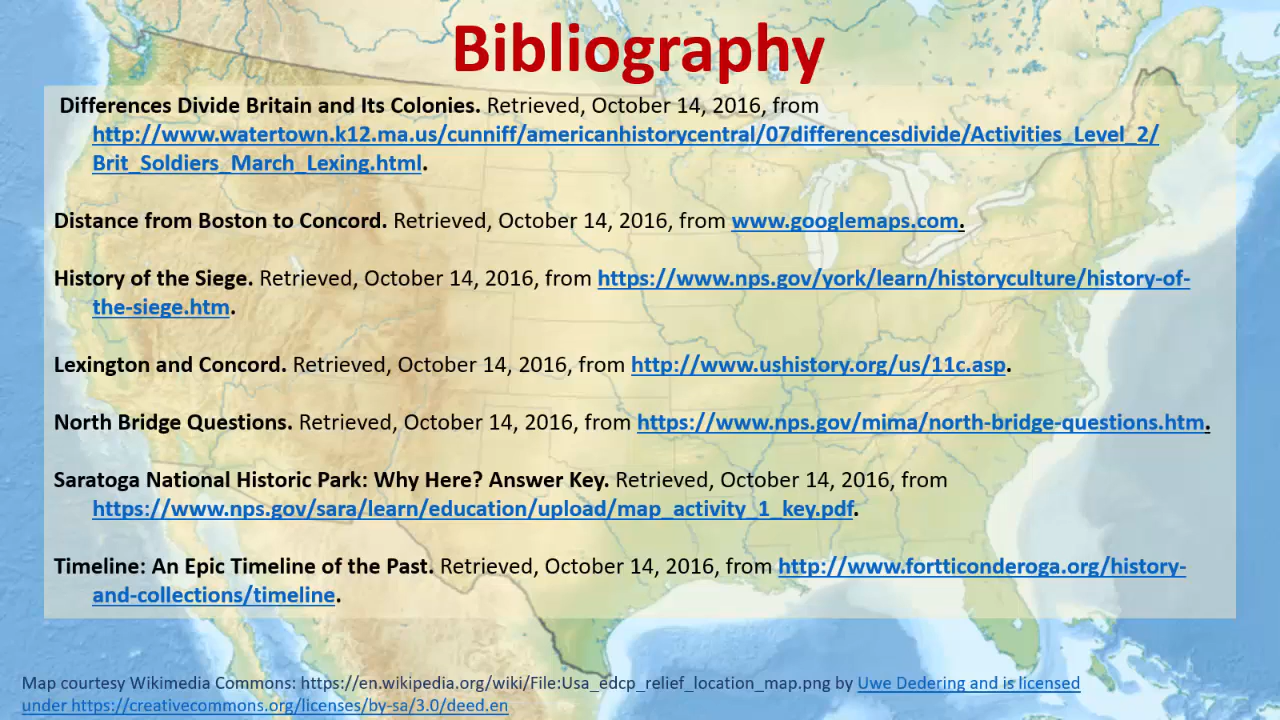 Bibliography
Differences Divide Britain and Its Colonies. Retrieved, October 14, 2016, from
http://www.watertown.k12.ma.us/cunniff/americanhistorycentral/07differencesdivide/Activities_Level_2/
Brit_Soldiers_March_Lexing.html.
Distance from Boston to Concord. Retrieved, October 14, 2016, from www.googlemaps.com.
History of the Siege. Retrieved, October 14, 2016, from https://www.nps.gov/york/learn/historyculture/history-of-
the-siege.htm.
Lexington and Concord. Retrieved, October 14, 2016, from http://www.ushistory.org/us/11c.asp.
North Bridge Questions. Retrieved, October 14, 2016, from https://www.nps.gov/mima/north-bridge-questions.htm.
Saratoga National Historic Park: Why Here? Answer Key. Retrieved, October 14, 2016, from
https://www.nps.gov/sara/learn/education/upload/map_activity_1_key.pdf.
Timeline: An Epic Timeline of the Past. Retrieved, October 14, 2016, from http://www.fortticonderoga.org/history-
and-collections/timeline.
Map courtesy Wikimedia Commons: https://en.wikipedia.org/wiki/File:Usa_edcp_relief_location_map.png by Uwe Dedering and is licensed
under https://creativecommons.org/licenses/by-sa/3.0/deed.en